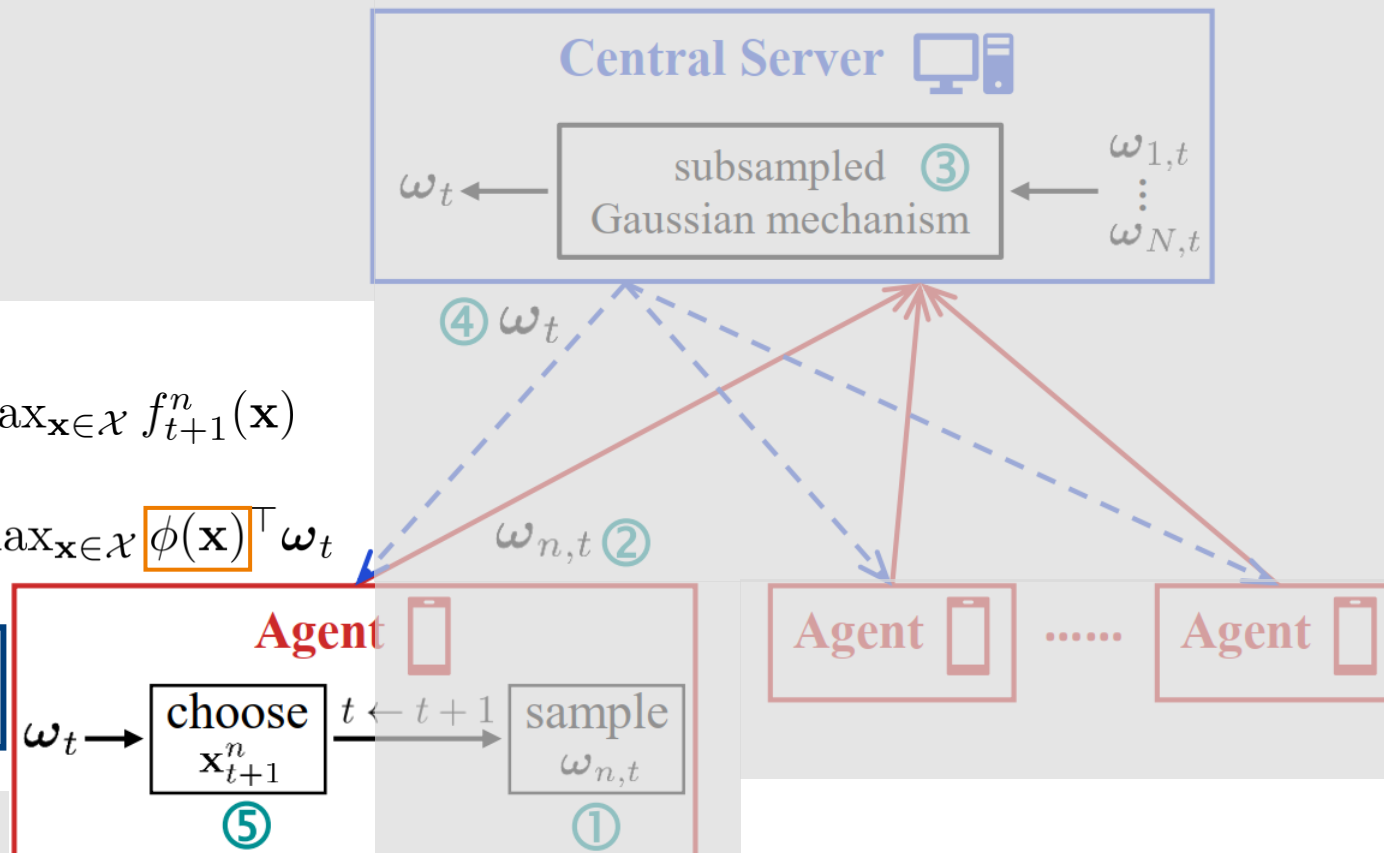 Central Server
subsampled ③
Gaussian mechanism
ω_t
ω_{1,t}
⋮
ω_{N,t}
④ ω_t
ax_{x∈𝒳} f^n_{t+1}(x)
ax_{x∈𝒳} ϕ(x)^⊤ ω_t
ω_{n,t} ②
Agent
Agent
......
Agent
ω_t
choose
x^n_{t+1}
⑤
t ← t + 1
sample
ω_{n,t}
①